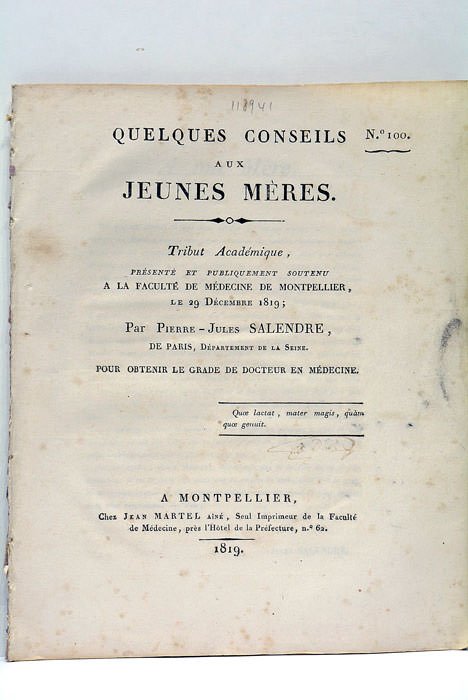 118941
QUELQUES CONSEILS N.º 100.
AUX
JEUNES MÈRES.
Tribut Académique,
PRÉSENTÉ ET PUBLIQUEMENT SOUTENU
A LA FACULTÉ DE MÉDECINE DE MONTPELLIER,
LE 29 DÉCEMBRE 1819;
Par PIERRE-JULES SALENDRE,
DE PARIS, DÉPARTEMENT DE LA SEINE.
POUR OBTENIR LE GRADE DE DOCTEUR EN MÉDECINE.
Quœ lactat, mater magis, quàm
quœ genuit.
A MONTPELLIER,
Chez JEAN MARTEL AÎNÉ, Seul Imprimeur de la Faculté
de Médecine, près l'Hôtel de la Préfecture, n.º 62.
1819.